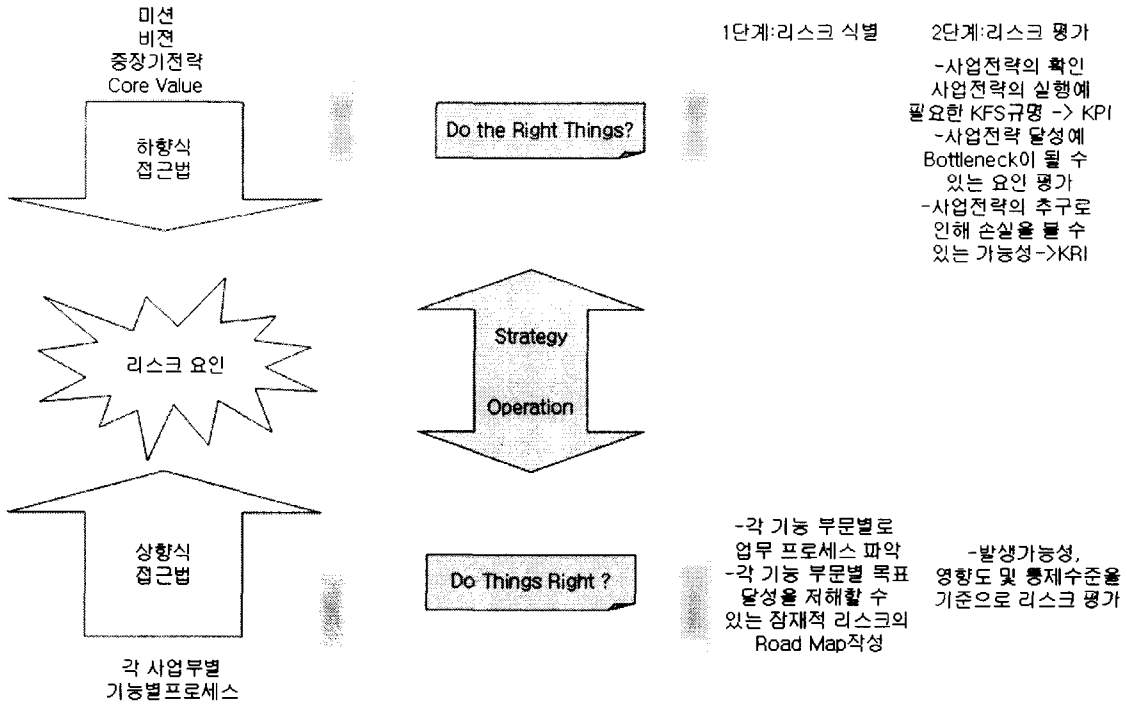 미션
비젼
중장기전략
Core Value
하향식
접근법
리스크 요인
상향식
접근법
각 사업부별
기능별프로세스
Do the Right Things?
Strategy
Operation
Do Things Right ?
1단계:리스크 식별
2단계:리스크 평가
-사업전략의 확인
사업전략의 실행에
필요한 KFS규명 -> KPI
-사업전략 달성에
Bottleneck이 될 수
있는 요인 평가
-사업전략의 추구로
인해 손실을 볼 수
있는 가능성->KRI
-각 기능 부문별로
업무 프로세스 파악
-각 기능 부문별 목표
달성을 저해할 수
있는 잠재적 리스크의
Road Map작성
-발생가능성,
영향도 및 통제수준을
기준으로 리스크 평가